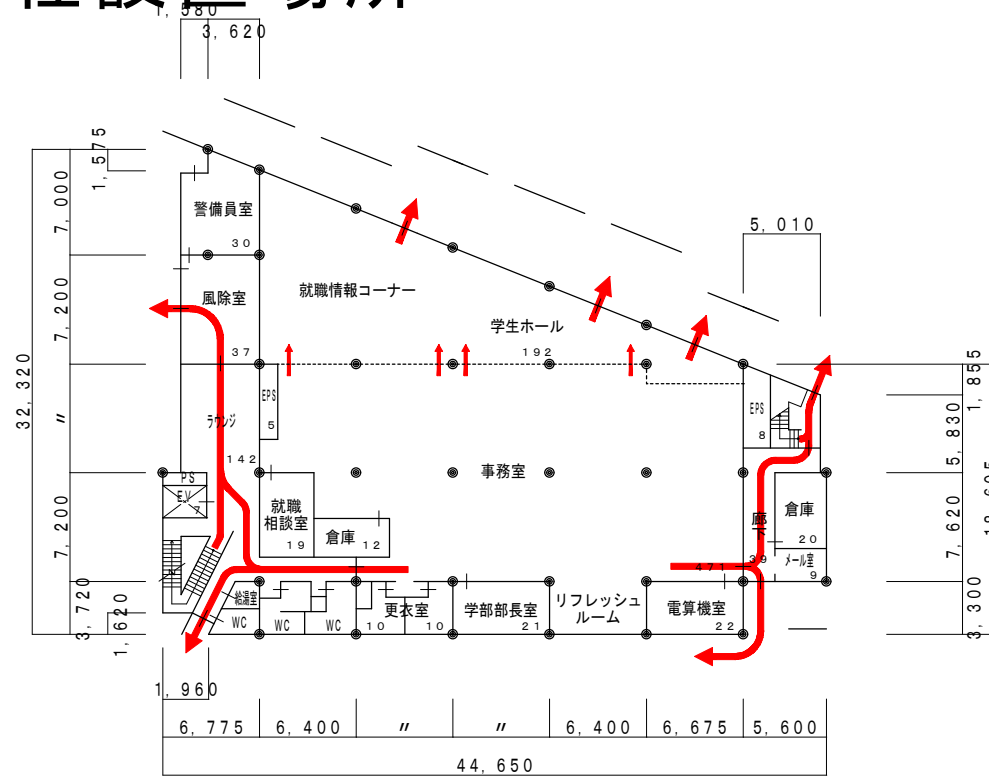 1,580
3,620
1,575
7,000
警備員室
30
5,010
7,200
風除室
就職情報コーナー
学生ホール
37
192
32,320
1,855
〃
EPS
5
ラウンジ
EPS
8
5,830
142
事務室
PS
EV
7
就職
相談室
19
倉庫
12
7,200
廊下
倉庫
20
7,620
メール室
9
39
471
3,720
1,620
給湯室
WC
WC
WC
更衣室
10
10
学部部長室
21
リフレッシュ
ルーム
電算機室
22
3,300
1,960
6,775
6,400
〃
〃
6,400
6,675
5,600
44,650